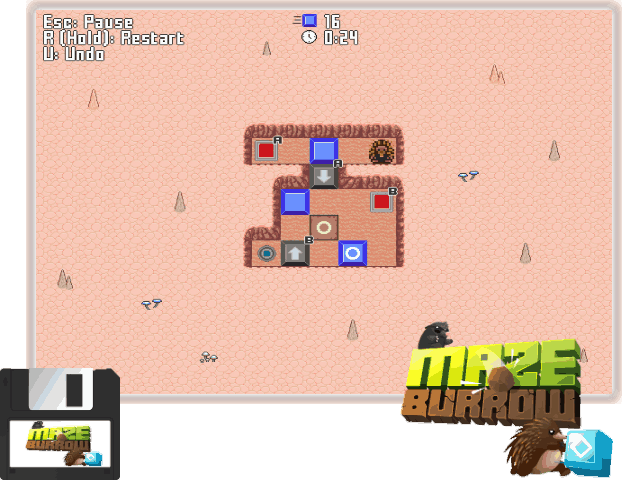 Esc: Pause
R (Hold): Restart
U: Undo
16
0:24
A
A
B
B
MAZE
BURROW
MAZE
BURROW